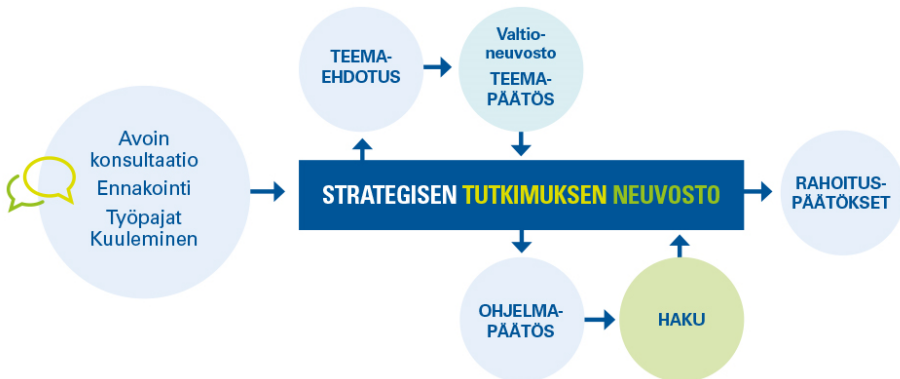 Avoin
konsultaatio
Ennakointi
Työpajat
Kuuleminen
TEEMA-
EHDOTUS
Valtio-
neuvosto
TEEMA-
PÄÄTÖS
STRATEGISEN TUTKIMUKSEN NEUVOSTO
OHJELMA-
PÄÄTÖS
HAKU
RAHOITUS-
PÄÄTÖKSET